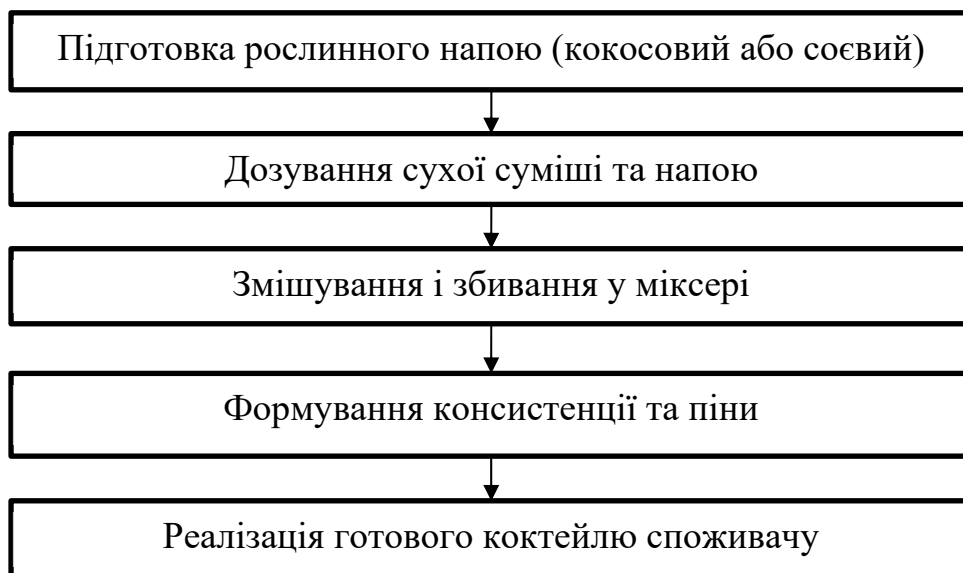 Підготовка рослинного напою (кокосовий або соєвий)
Дозування сухої суміші та напою
Змішування і збивання у міксері
Формування консистенції та піни
Реалізація готового коктейлю споживачу